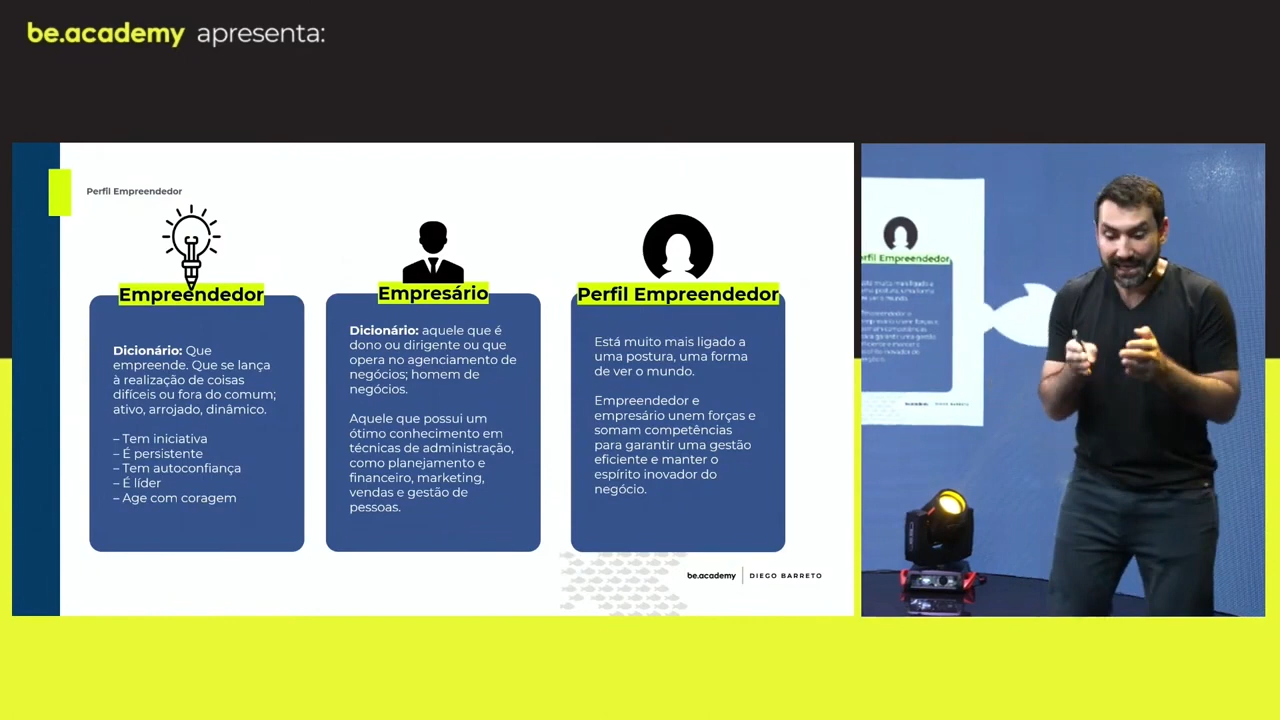 be.academy apresenta:
Perfil Empreendedor
Empreendedor
Dicionário: Que
empreende. Que se lança
à realização de coisas
difíceis ou fora do comum;
ativo, arrojado, dinâmico.
– Tem iniciativa
– É persistente
– Tem autoconfiança
– É líder
– Age com coragem
Empresário
Dicionário: aquele que é
dono ou dirigente ou que
opera no agenciamento de
negócios; homem de
negócios.
Aquele que possui um
ótimo conhecimento em
técnicas de administração,
como planejamento e
financeiro, marketing,
vendas e gestão de
pessoas.
Perfil Empreendedor
Está muito mais ligado a
uma postura, uma forma
de ver o mundo.
Empreendedor e
empresário unem forças e
somam competências
para garantir uma gestão
eficiente e manter o
espírito inovador do
negócio.
be.academy DIEGO BARRETO
erfil Empreendedor